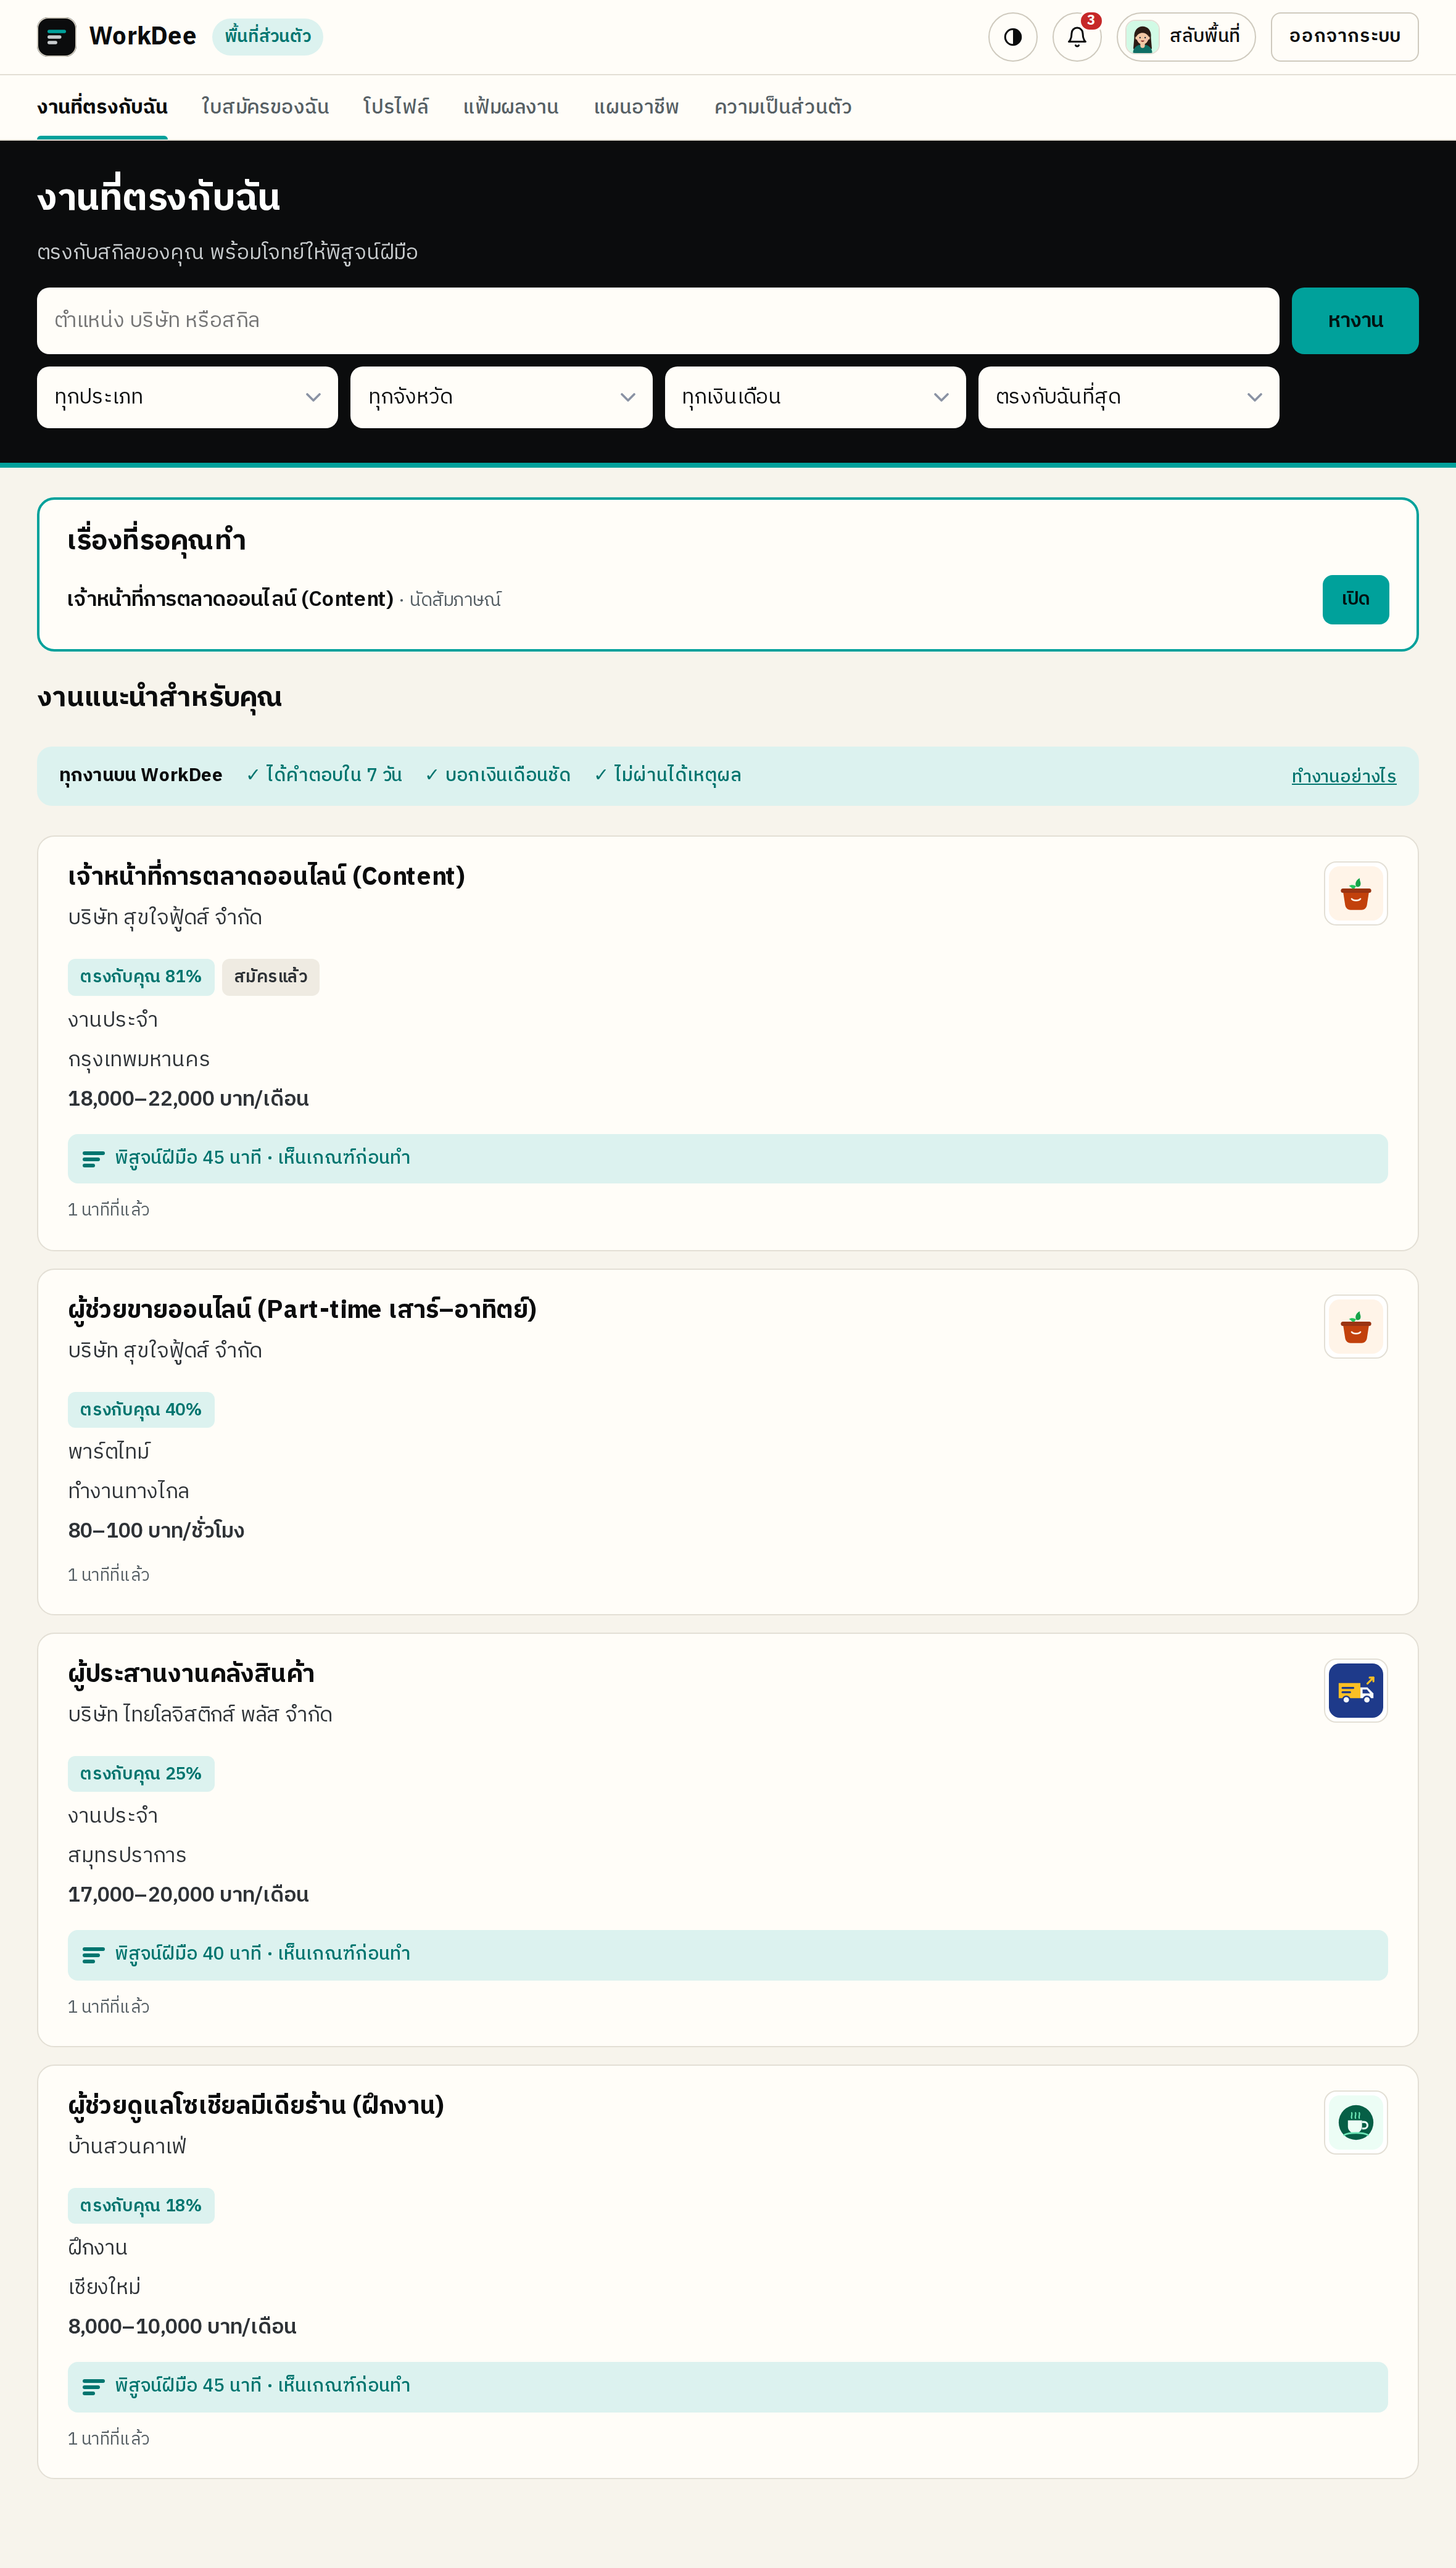 WorkDee
พื้นที่ส่วนตัว
3
สลับพื้นที่
ออกจากระบบ
งานที่ตรงกับฉัน
ใบสมัครของฉัน
โปรไฟล์
แฟ้มผลงาน
แผนอาชีพ
ความเป็นส่วนตัว
งานที่ตรงกับฉัน
ตรงกับสกิลของคุณ พร้อมโจทย์ให้พิสูจน์ฝีมือ
ตำแหน่ง บริษัท หรือสกิล
หางาน
ทุกประเภท
ทุกจังหวัด
ทุกเงินเดือน
ตรงกับฉันที่สุด
เรื่องที่รอคุณทำ
เจ้าหน้าที่การตลาดออนไลน์ (Content) · นัดสัมภาษณ์
เปิด
งานแนะนำสำหรับคุณ
ทุกงานบน WorkDee ✓ ได้คำตอบใน 7 วัน ✓ บอกเงินเดือนชัด ✓ ไม่ผ่านได้เหตุผล
ทำงานอย่างไร
เจ้าหน้าที่การตลาดออนไลน์ (Content)
บริษัท สุขใจฟู้ดส์ จำกัด
ตรงกับคุณ 81%
สมัครแล้ว
งานประจำ
กรุงเทพมหานคร
18,000–22,000 บาท/เดือน
พิสูจน์ฝีมือ 45 นาที · เห็นเกณฑ์ก่อนทำ
1 นาทีที่แล้ว
ผู้ช่วยขายออนไลน์ (Part-time เสาร์–อาทิตย์)
บริษัท สุขใจฟู้ดส์ จำกัด
ตรงกับคุณ 40%
พาร์ตไทม์
ทำงานทางไกล
80–100 บาท/ชั่วโมง
1 นาทีที่แล้ว
ผู้ประสานงานคลังสินค้า
บริษัท ไทยโลจิสติกส์ พลัส จำกัด
ตรงกับคุณ 25%
งานประจำ
สมุทรปราการ
17,000–20,000 บาท/เดือน
พิสูจน์ฝีมือ 40 นาที · เห็นเกณฑ์ก่อนทำ
1 นาทีที่แล้ว
ผู้ช่วยดูแลโซเชียลมีเดียร้าน (ฝึกงาน)
บ้านสวนคาเฟ่
ตรงกับคุณ 18%
ฝึกงาน
เชียงใหม่
8,000–10,000 บาท/เดือน
พิสูจน์ฝีมือ 45 นาที · เห็นเกณฑ์ก่อนทำ
1 นาทีที่แล้ว